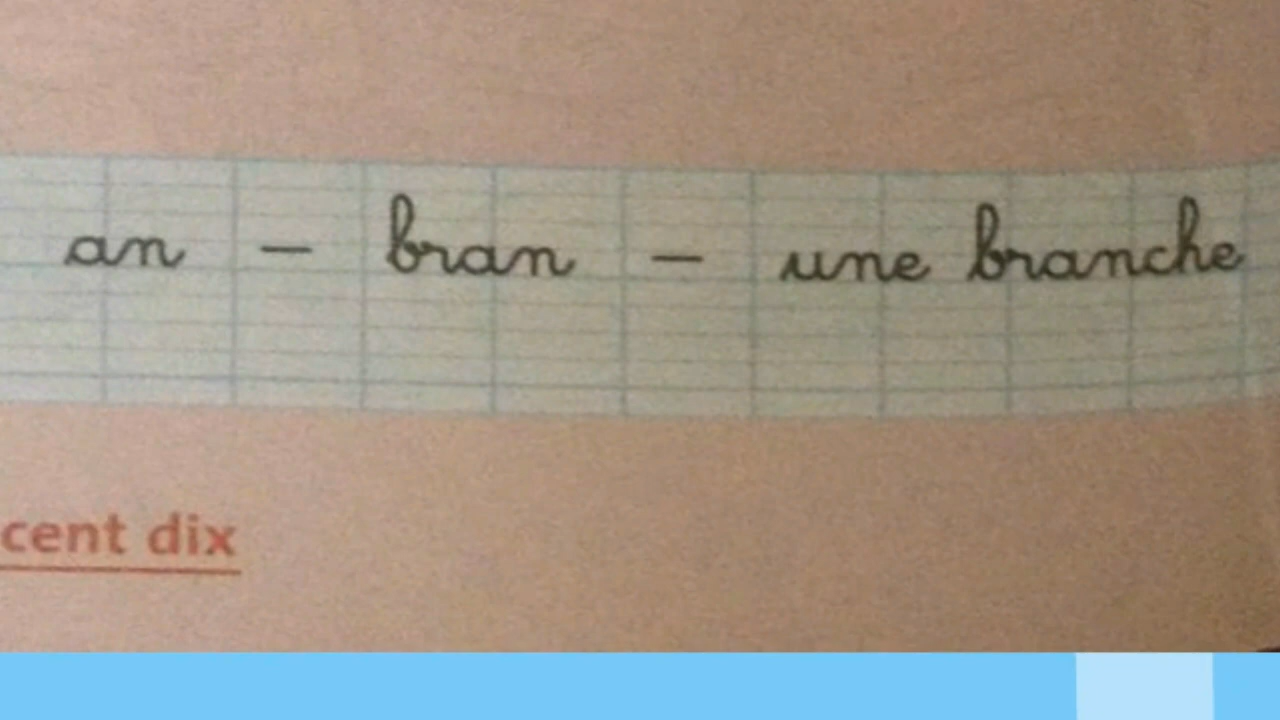 an – bran – une branche
cent dix